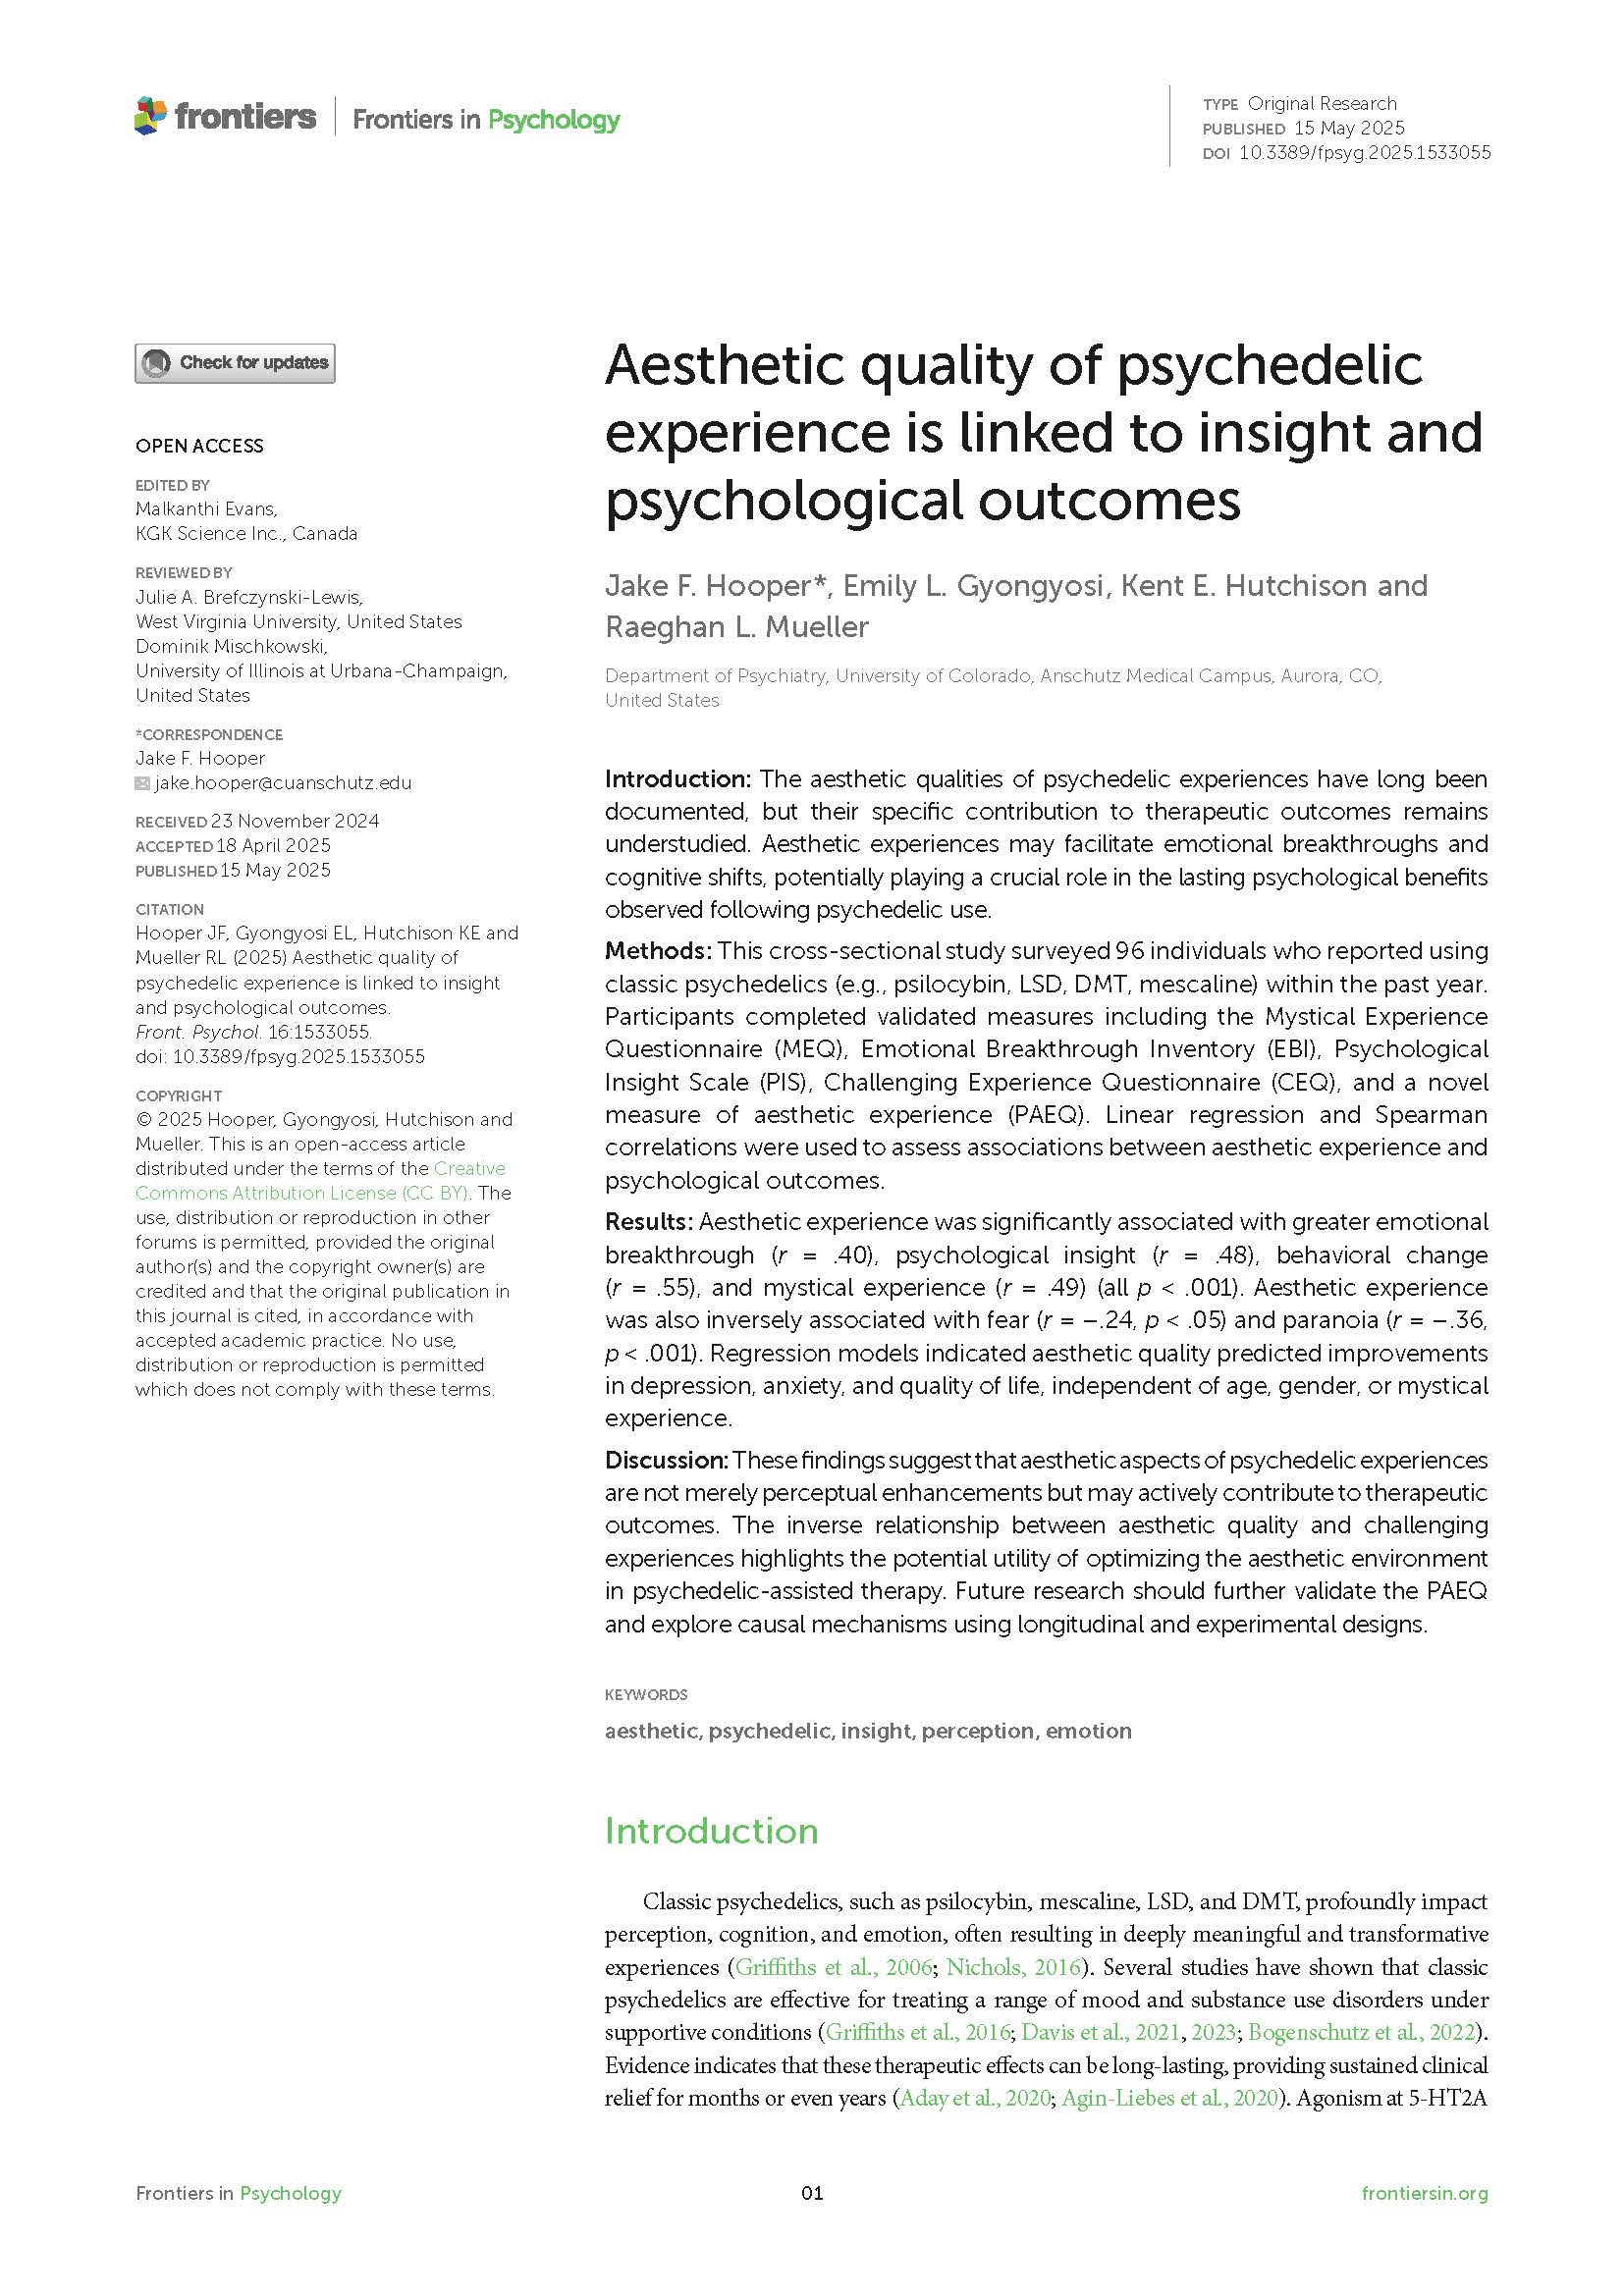 frontiers
Frontiers in Psychology
TYPE Original Research
PUBLISHED 15 May 2025
DOI 10.3389/fpsyg.2025.1533055
Check for updates
OPEN ACCESS
EDITED BY
Malkanthi Evans,
KGK Science Inc., Canada
REVIEWED BY
Julie A. Brefczynski-Lewis,
West Virginia University, United States
Dominik Mischkowski,
University of Illinois at Urbana-Champaign,
United States
*CORRESPONDENCE
Jake F. Hooper
jake.hooper@cuanschutz.edu
RECEIVED 23 November 2024
ACCEPTED 18 April 2025
PUBLISHED 15 May 2025
CITATION
Hooper JF, Gyongyosi EL, Hutchison KE and
Mueller RL (2025) Aesthetic quality of
psychedelic experience is linked to insight
and psychological outcomes.
Front. Psychol. 16:1533055.
doi: 10.3389/fpsyg.2025.1533055
COPYRIGHT
© 2025 Hooper, Gyongyosi, Hutchison and
Mueller. This is an open-access article
distributed under the terms of the Creative
Commons Attribution License (CC BY). The
use, distribution or reproduction in other
forums is permitted, provided the original
author(s) and the copyright owner(s) are
credited and that the original publication in
this journal is cited, in accordance with
accepted academic practice. No use,
distribution or reproduction is permitted
which does not comply with these terms.
Aesthetic quality of psychedelic
experience is linked to insight and
psychological outcomes
Jake F. Hooper*, Emily L. Gyongyosi, Kent E. Hutchison and
Raeghan L. Mueller
Department of Psychiatry, University of Colorado, Anschutz Medical Campus, Aurora, CO,
United States
Introduction: The aesthetic qualities of psychedelic experiences have long been
documented, but their specific contribution to therapeutic outcomes remains
understudied. Aesthetic experiences may facilitate emotional breakthroughs and
cognitive shifts, potentially playing a crucial role in the lasting psychological benefits
observed following psychedelic use.
Methods: This cross-sectional study surveyed 96 individuals who reported using
classic psychedelics (e.g., psilocybin, LSD, DMT, mescaline) within the past year.
Participants completed validated measures including the Mystical Experience
Questionnaire (MEQ), Emotional Breakthrough Inventory (EBI), Psychological
Insight Scale (PIS), Challenging Experience Questionnaire (CEQ), and a novel
measure of aesthetic experience (PAEQ). Linear regression and Spearman
correlations were used to assess associations between aesthetic experience and
psychological outcomes.
Results: Aesthetic experience was significantly associated with greater emotional
breakthrough (r = .40), psychological insight (r = .48), behavioral change
(r = .55), and mystical experience (r = .49) (all p < .001). Aesthetic experience
was also inversely associated with fear (r = −.24, p < .05) and paranoia (r = −.36,
p < .001). Regression models indicated aesthetic quality predicted improvements
in depression, anxiety, and quality of life, independent of age, gender, or mystical
experience.
Discussion: These findings suggest that aesthetic aspects of psychedelic experiences
are not merely perceptual enhancements but may actively contribute to therapeutic
outcomes. The inverse relationship between aesthetic quality and challenging
experiences highlights the potential utility of optimizing the aesthetic environment
in psychedelic-assisted therapy. Future research should further validate the PAEQ
and explore causal mechanisms using longitudinal and experimental designs.
KEYWORDS
aesthetic, psychedelic, insight, perception, emotion
Introduction
Classic psychedelics, such as psilocybin, mescaline, LSD, and DMT, profoundly impact
perception, cognition, and emotion, often resulting in deeply meaningful and transformative
experiences (Griffiths et al., 2006; Nichols, 2016). Several studies have shown that classic
psychedelics are effective for treating a range of mood and substance use disorders under
supportive conditions (Griffiths et al., 2016; Davis et al., 2021, 2023; Bogenschutz et al., 2022).
Evidence indicates that these therapeutic effects can be long-lasting, providing sustained clinical
relief for months or even years (Aday et al., 2020; Agin-Liebes et al., 2020). Agonism at 5-HT2A
Frontiers in Psychology
01
frontiersin.org